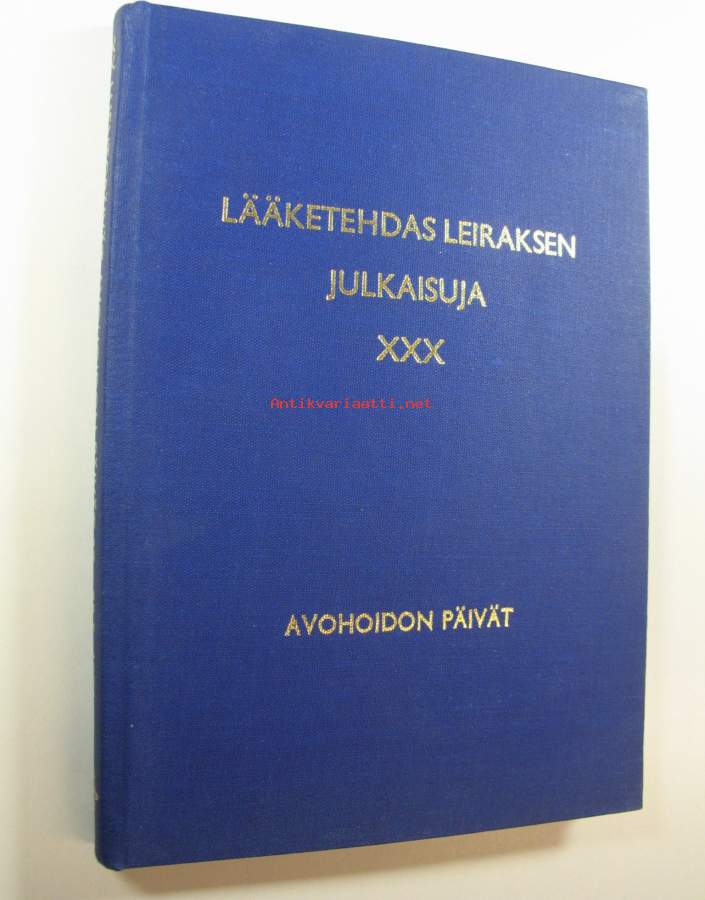 LÄÄKETEHDAS LEIRAKSEN
JULKAISUJA
XXX
Antikvariaatti.net
AVOHOIDON PÄIVÄT